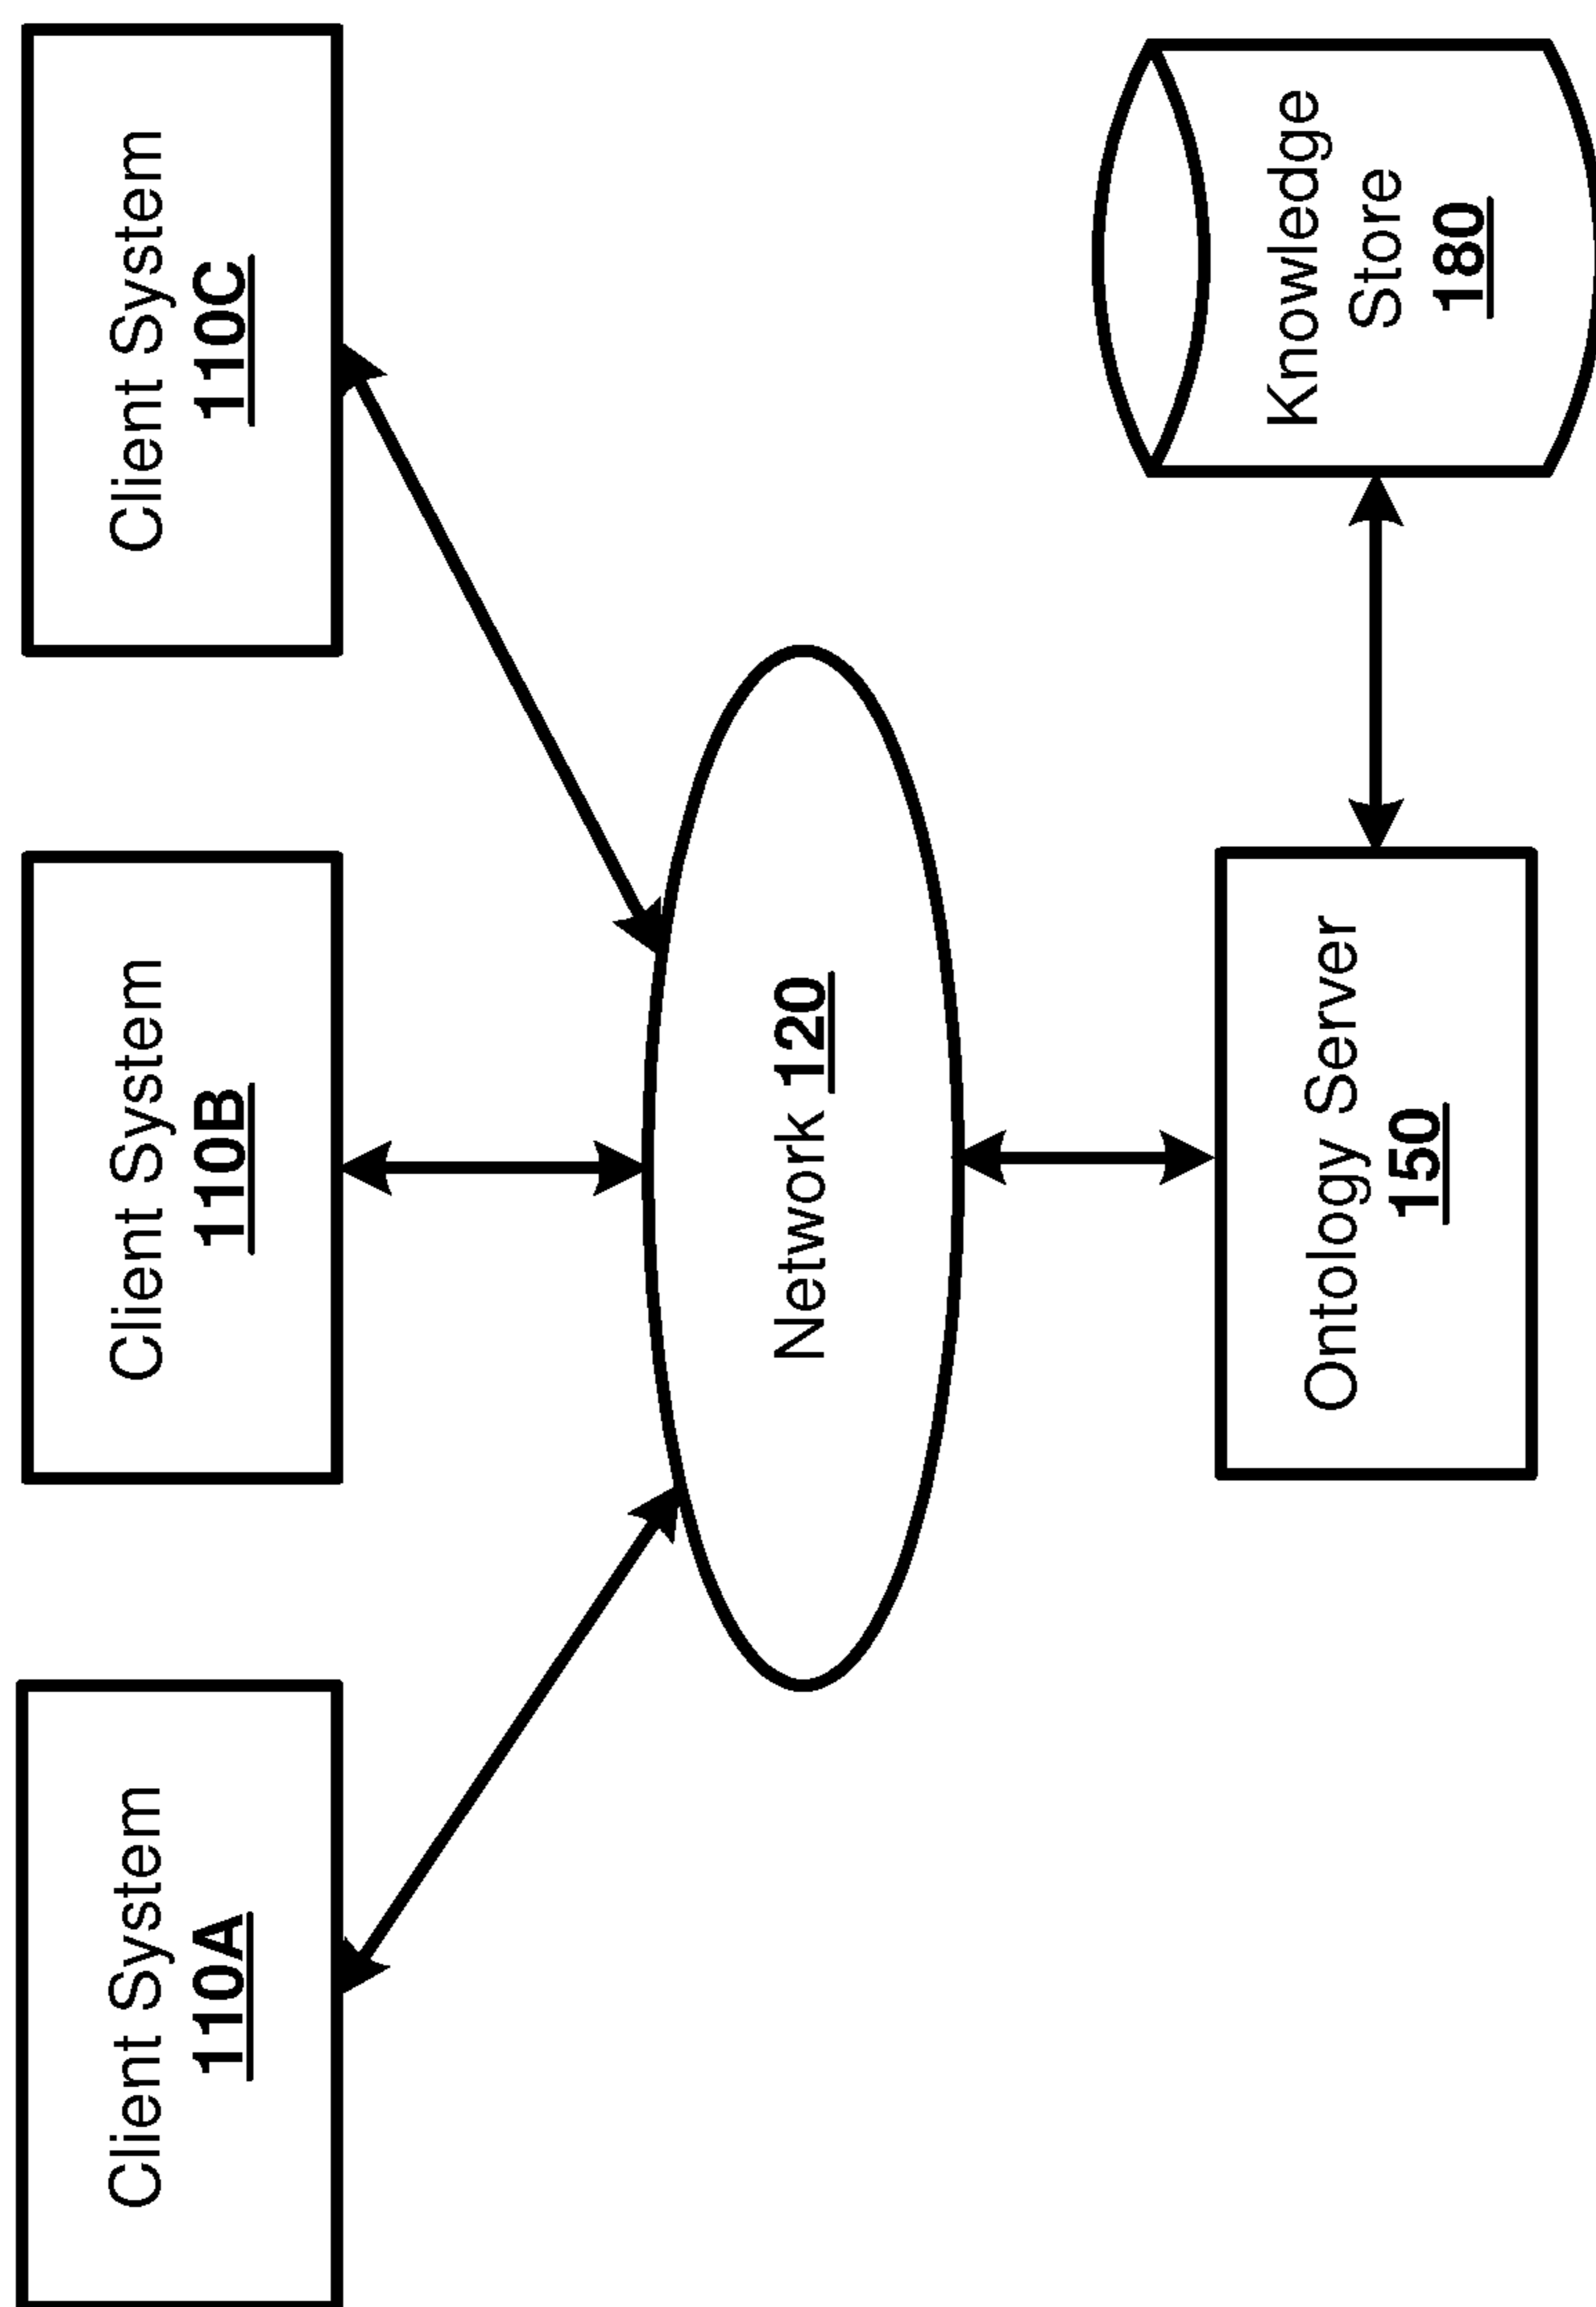 Client System
110A
Client System
110B
Client System
110C
Network 120
Ontology Server
150
Knowledge
Store
180